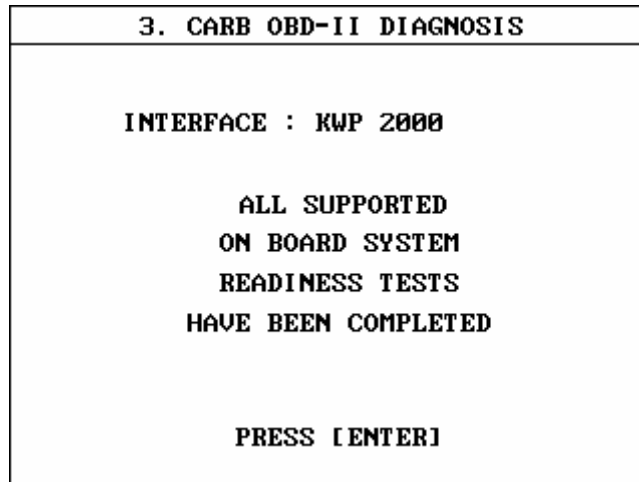 3. CARB OBD-II DIAGNOSIS
INTERFACE : KWP 2000
ALL SUPPORTED
ON BOARD SYSTEM
READINESS TESTS
HAVE BEEN COMPLETED
PRESS [ENTER]